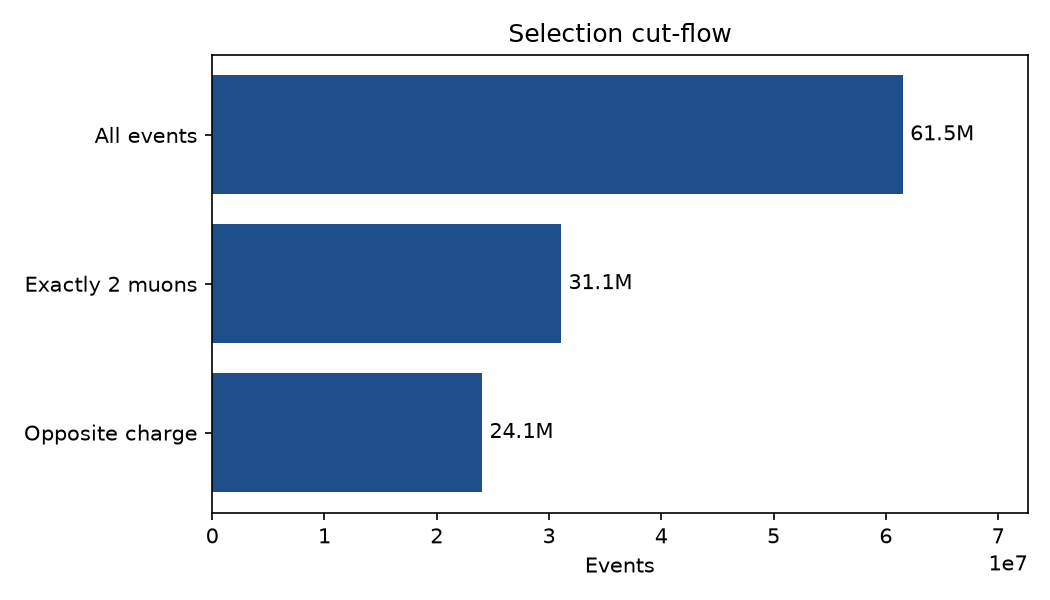 Selection cut-flow
All events
61.5M
Exactly 2 muons
31.1M
Opposite charge
24.1M
0 1 2 3 4 5 6 7
1e7
Events